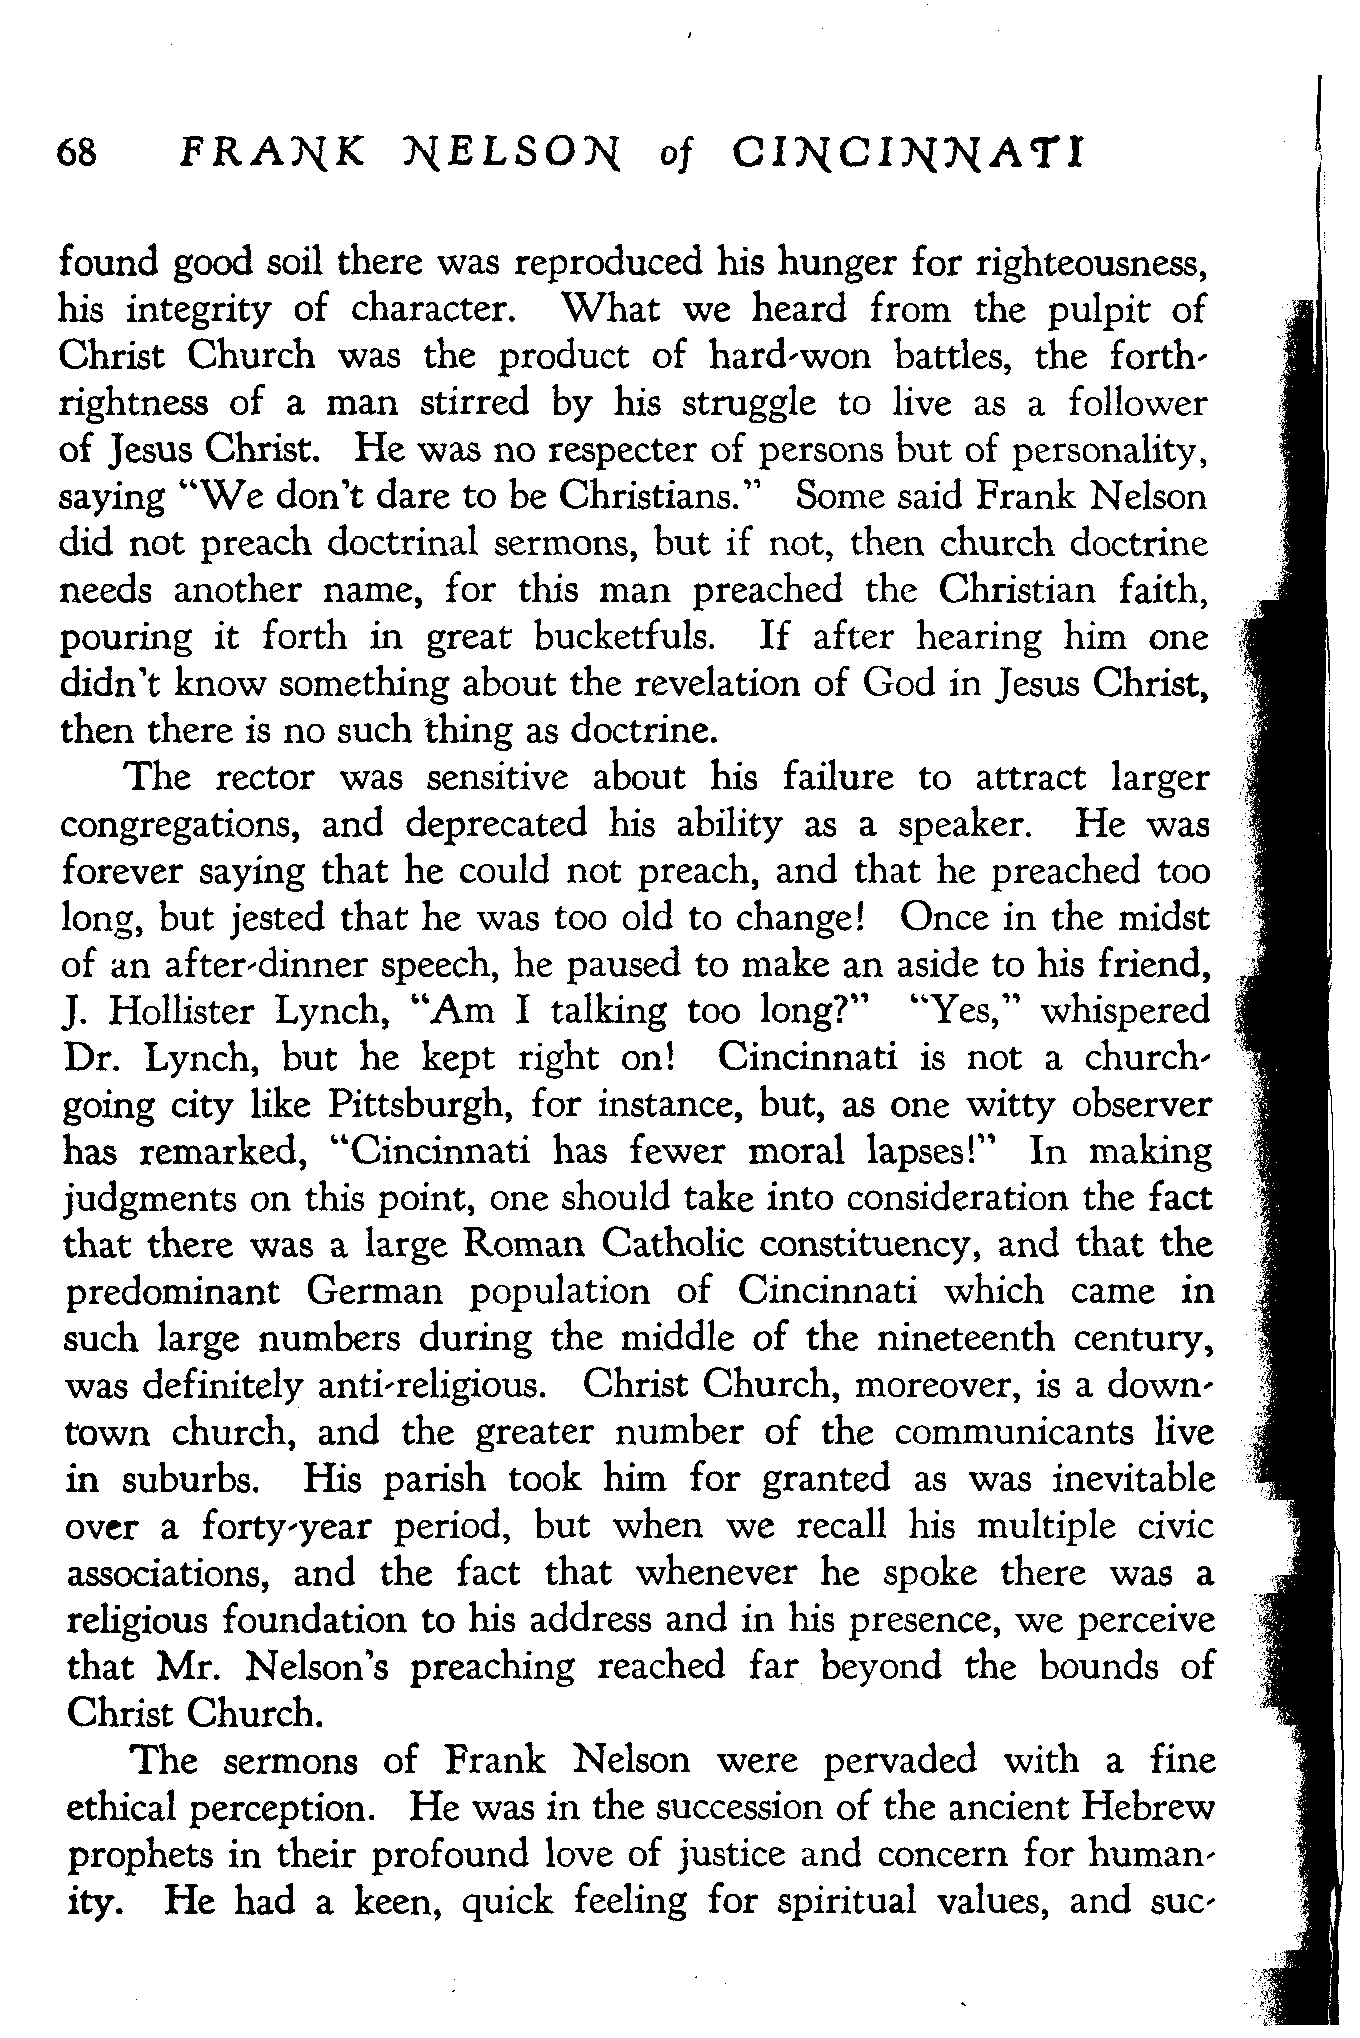 68 FRANK NELSON of CINCINNATI
found good soil there was reproduced his hunger for righteousness,
his integrity of character. What we heard from the pulpit of
Christ Church was the product of hard-won battles, the forth-
rightness of a man stirred by his struggle to live as a follower
of Jesus Christ. He was no respecter of persons but of personality,
saying “We don't dare to be Christians.” Some said Frank Nelson
did not preach doctrinal sermons, but if not, then church doctrine
needs another name, for this man preached the Christian faith,
pouring it forth in great bucketfuls. If after hearing him one
didn't know something about the revelation of God in Jesus Christ,
then there is no such thing as doctrine.
The rector was sensitive about his failure to attract larger
congregations, and deprecated his ability as a speaker. He was
forever saying that he could not preach, and that he preached too
long, but jested that he was too old to change! Once in the midst
of an after-dinner speech, he paused to make an aside to his friend,
J. Hollister Lynch, “Am I talking too long?” “Yes,” whispered
Dr. Lynch, but he kept right on! Cincinnati is not a church-
going city like Pittsburgh, for instance, but, as one witty observer
has remarked, “Cincinnati has fewer moral lapses!” In making
judgments on this point, one should take into consideration the fact
that there was a large Roman Catholic constituency, and that the
predominant German population of Cincinnati which came in
such large numbers during the middle of the nineteenth century,
was definitely anti-religious. Christ Church, moreover, is a down-
town church, and the greater number of the communicants live
in suburbs. His parish took him for granted as was inevitable
over a forty-year period, but when we recall his multiple civic
associations, and the fact that whenever he spoke there was a
religious foundation to his address and in his presence, we perceive
that Mr. Nelson's preaching reached far beyond the bounds of
Christ Church.
The sermons of Frank Nelson were pervaded with a fine
ethical perception. He was in the succession of the ancient Hebrew
prophets in their profound love of justice and concern for human-
ity. He had a keen, quick feeling for spiritual values, and suc-